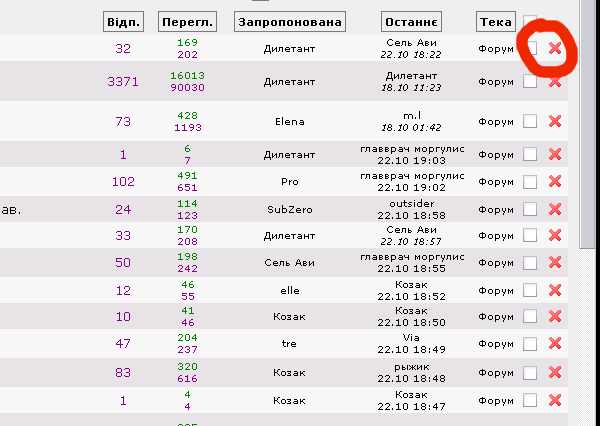 Відп. Перегл. Запропонована Останнє Тека
32 169 Дилетант Сель Ави Форум
202 22.10 18:22
3371 16013 Дилетант Дилетант Форум
90030 18.10 11:23
73 428 Elena m.l Форум
1193 18.10 01:42
1 6 Дилетант главврач моргулис Форум
7 22.10 19:03
102 491 Pro главврач моргулис Форум
651 22.10 19:02
ав. 24 114 SubZero outsider Форум
123 22.10 18:58
33 170 Дилетант Сель Ави Форум
208 22.10 18:57
50 198 Сель Ави главврач моргулис Форум
242 22.10 18:55
12 46 elle Козак Форум
55 22.10 18:52
10 41 Козак Козак Форум
46 22.10 18:50
47 204 tre Via Форум
237 22.10 18:49
83 320 Козак рыжик Форум
616 22.10 18:48
1 4 Козак Козак Форум
4 22.10 18:47